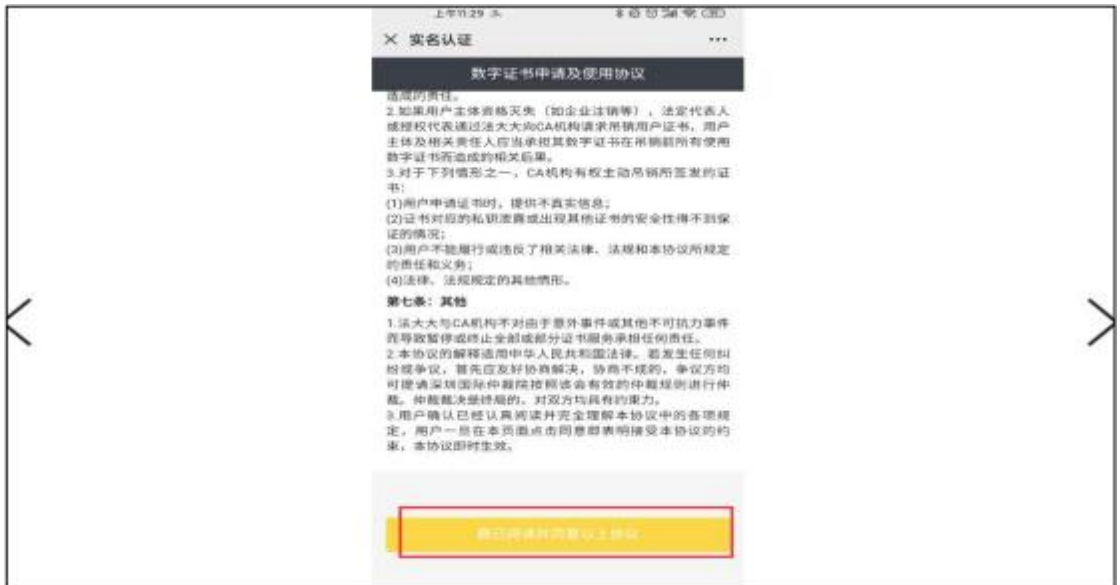 上午11:29
实名认证
数字证书申请及使用协议
造成的责任。
2.如果用户主体资格灭失（如企业注销等），法定代表人
或授权代表通过法大大向CA机构请求吊销用户证书，用户
主体及相关责任人应当承担其数字证书在吊销前所有使用
数字证书而造成的相关后果。
3.对于下列情形之一，CA机构有权主动吊销所签发的证
书：
(1)用户申请证书时，提供不真实信息；
(2)证书对应的私钥泄露或出现其他证书的安全性得不到保
证的情况；
(3)用户不能履行或违反了相关法律、法规和本协议所规定
的责任和义务；
(4)法律、法规规定的其他情形。
第七条：其他
1.法大大与CA机构不对由于意外事件或其他不可抗力事件
而导致暂停或终止全部或部分证书服务承担任何责任。
2.本协议的解释适用中华人民共和国法律。若发生任何纠
纷或争议，首先应友好协商解决，协商不成的，争议方均
可提请深圳国际仲裁院按照该会有效的仲裁规则进行仲
裁。仲裁裁决是终局的，对双方均具有约束力。
3.用户确认已经认真阅读并完全理解本协议中的各项规
定，用户一旦在本页面点击同意即表明接受本协议的约
束，本协议即时生效。
我已阅读并同意以上协议